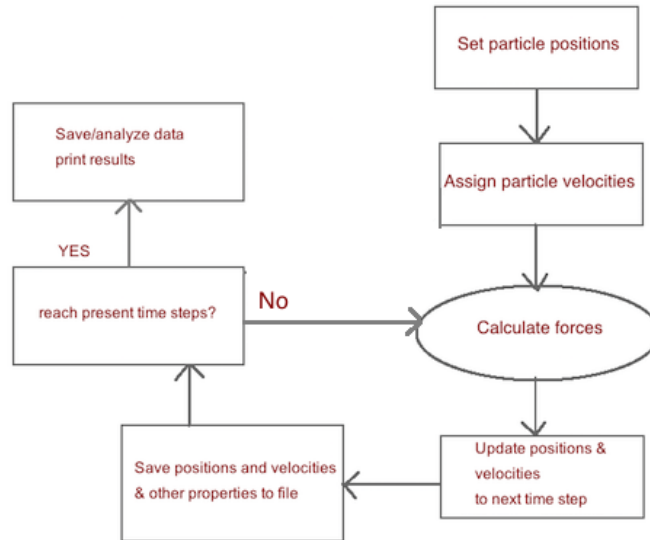 Set particle positions
Assign particle velocities
Calculate forces
Update positions &
velocities
to next time step
Save positions and velocities
& other properties to file
reach present time steps?
No
YES
Save/analyze data
print results